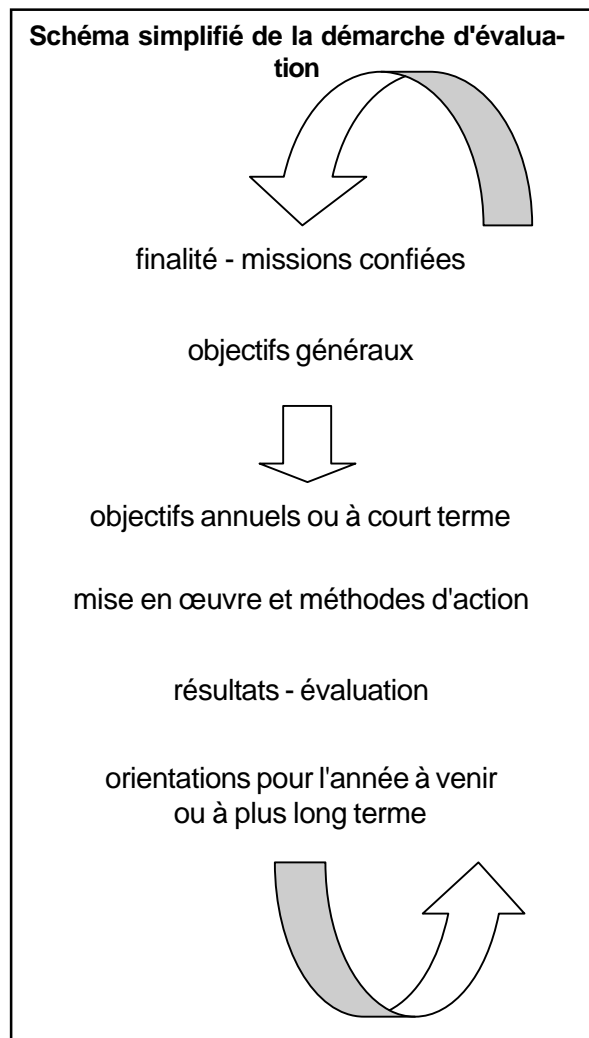 Schéma simplifié de la démarche d'évalua-
tion
finalité - missions confiées
objectifs généraux
objectifs annuels ou à court terme
mise en œuvre et méthodes d'action
résultats - évaluation
orientations pour l'année à venir
ou à plus long terme